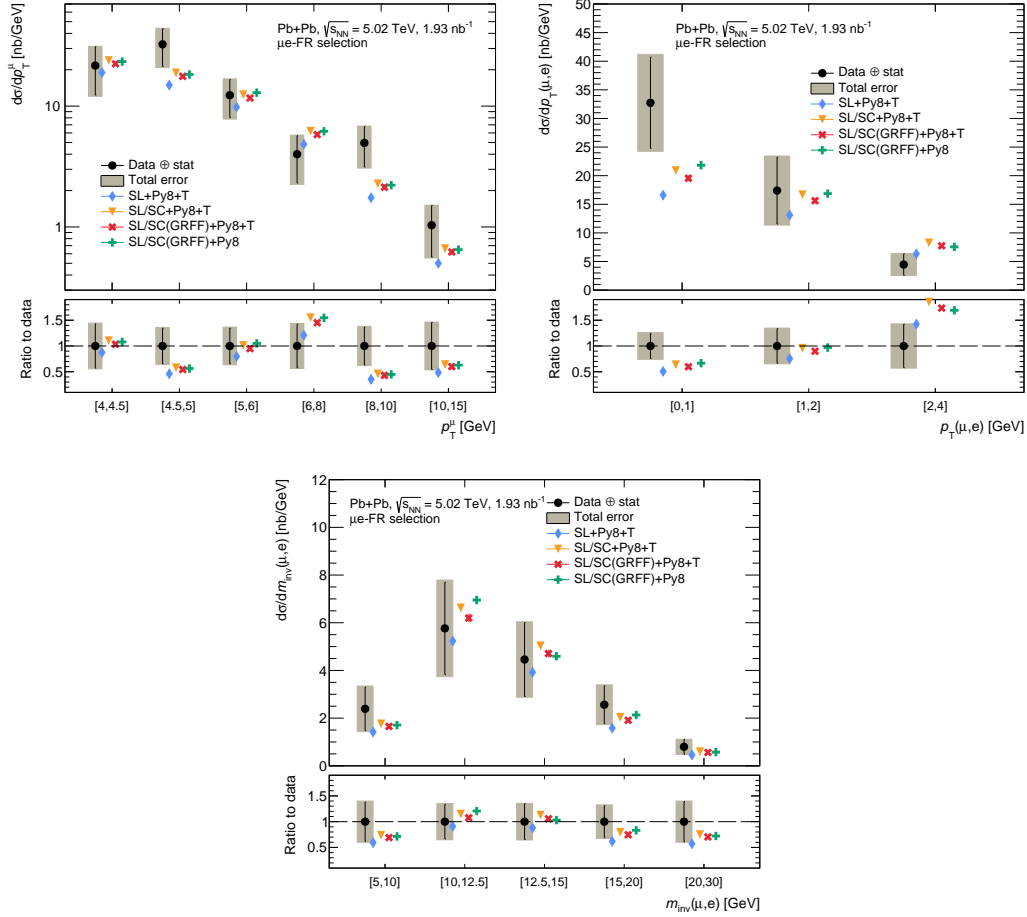 Pb+Pb, √s_NN = 5.02 TeV, 1.93 nb⁻¹
μe-FR selection
dσ/dp_T^μ [nb/GeV]
10
1
Data ⊕ stat
Total error
SL+Py8+T
SL/SC+Py8+T
SL/SC(GRFF)+Py8+T
SL/SC(GRFF)+Py8
Ratio to data
1.5
1
0.5
[4,4.5] [4.5,5] [5,6] [6,8] [8,10] [10,15]
p_T^μ [GeV]
Pb+Pb, √s_NN = 5.02 TeV, 1.93 nb⁻¹
μe-FR selection
dσ/dp_T(μ,e) [nb/GeV]
50
45
40
35
30
25
20
15
10
5
0
Data ⊕ stat
Total error
SL+Py8+T
SL/SC+Py8+T
SL/SC(GRFF)+Py8+T
SL/SC(GRFF)+Py8
Ratio to data
1.5
1
0.5
[0,1] [1,2] [2,4]
p_T(μ,e) [GeV]
Pb+Pb, √s_NN = 5.02 TeV, 1.93 nb⁻¹
μe-FR selection
dσ/dm_inv(μ,e) [nb/GeV]
12
10
8
6
4
2
0
Data ⊕ stat
Total error
SL+Py8+T
SL/SC+Py8+T
SL/SC(GRFF)+Py8+T
SL/SC(GRFF)+Py8
Ratio to data
1.5
1
0.5
[5,10] [10,12.5] [12.5,15] [15,20] [20,30]
m_inv(μ,e) [GeV]